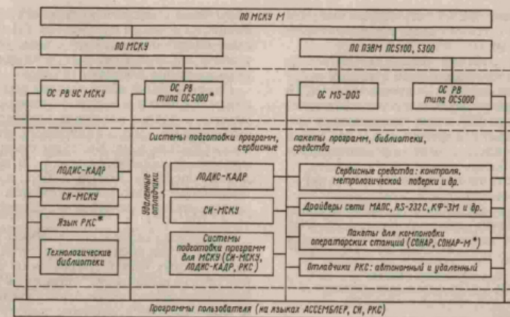 ПО МСКУ М
ПО МСКУ
ПО ПЭВМ ПС5100, 5300
ОС РВ УС МСКУ
ОС РВ
типа ОС5000*
ОС MS-DOS
ОС РВ
типа ОС5000
Системы подготовки программ, пакеты программ, библиотеки,
сервисные средства
ЛОДИС-КАДР
СИ-МСКУ
Язык РКС*
Технологические
библиотеки
Удаленные
отладчики
ЛОДИС-КАДР
СИ-МСКУ
Системы
подготовки программ
для МСКУ (СИ-МСКУ,
ЛОДИС-КАДР, РКС)
Сервисные средства: контроля,
метрологической поверки и др.
Драйверы сети МАПС, RS-232C, КФ-3М и др.
Пакеты для компоновки
операторских станций (СОНАР, СОНАР-М*)
Отладчики РКС: автономный и удаленный
Программы пользователя (на языках АССЕМБЛЕР, СИ, РКС)